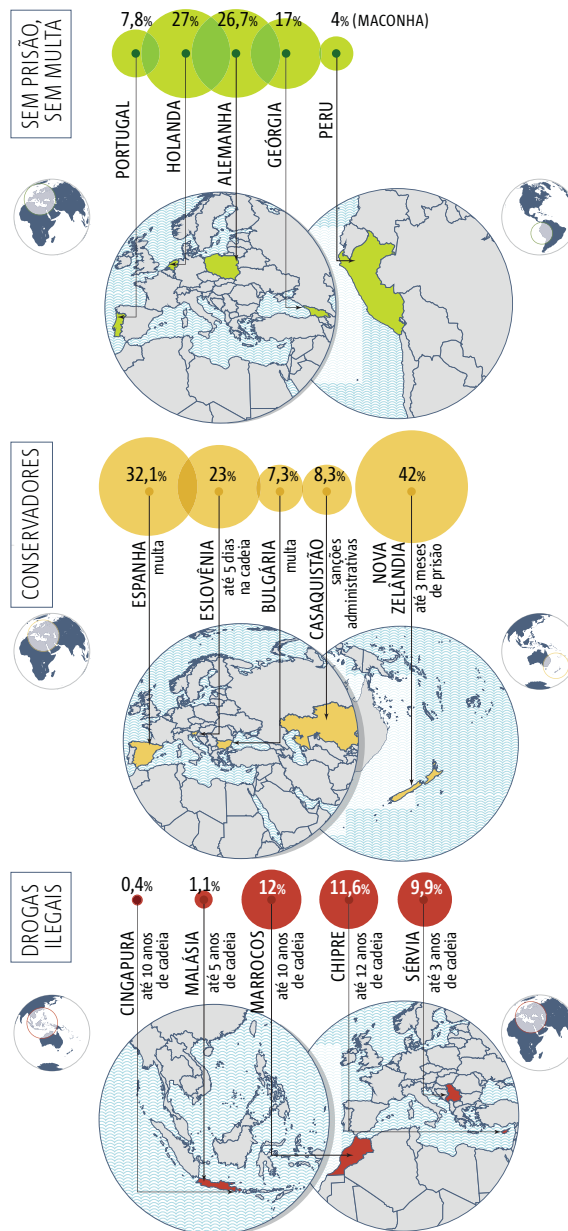 SEM PRISÃO,
SEM MULTA
7,8%
27%
26,7%
17%
4% (MACONHA)
PORTUGAL
HOLANDA
ALEMANHA
GEÓRGIA
PERU
CONSERVADORES
32,1%
23%
7,3%
8,3%
42%
ESPANHA
multa
ESLOVÊNIA
até 5 dias
na cadeia
BULGÁRIA
multa
CASAQUISTÃO
sanções
administrativas
NOVA
ZELÂNDIA
até 3 meses
de prisão
DROGAS
ILEGAIS
0,4%
1,1%
12%
11,6%
9,9%
CINGAPURA
até 10 anos
de cadeia
MALÁSIA
até 5 anos
de cadeia
MARROCOS
até 10 anos
de cadeia
CHIPRE
até 12 anos
de cadeia
SÉRVIA
até 3 anos
de cadeia